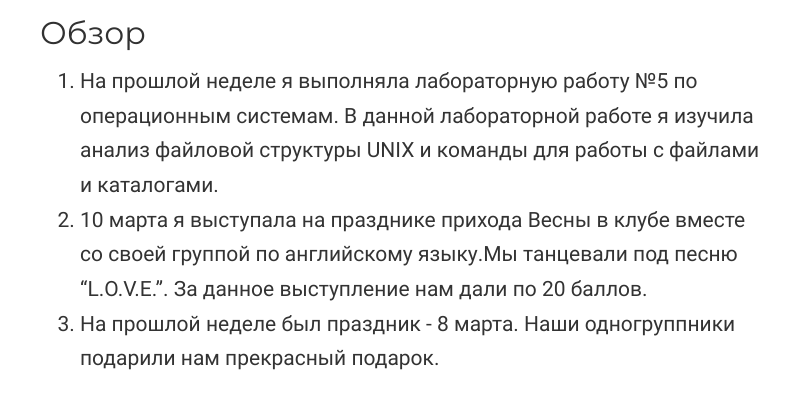 Обзор
1. На прошлой неделе я выполняла лабораторную работу №5 по
операционным системам. В данной лабораторной работе я изучила
анализ файловой структуры UNIX и команды для работы с файлами
и каталогами.
2. 10 марта я выступала на празднике прихода Весны в клубе вместе
со своей группой по английскому языку.Мы танцевали под песню
“L.O.V.E.”. За данное выступление нам дали по 20 баллов.
3. На прошлой неделе был праздник - 8 марта. Наши одногруппники
подарили нам прекрасный подарок.